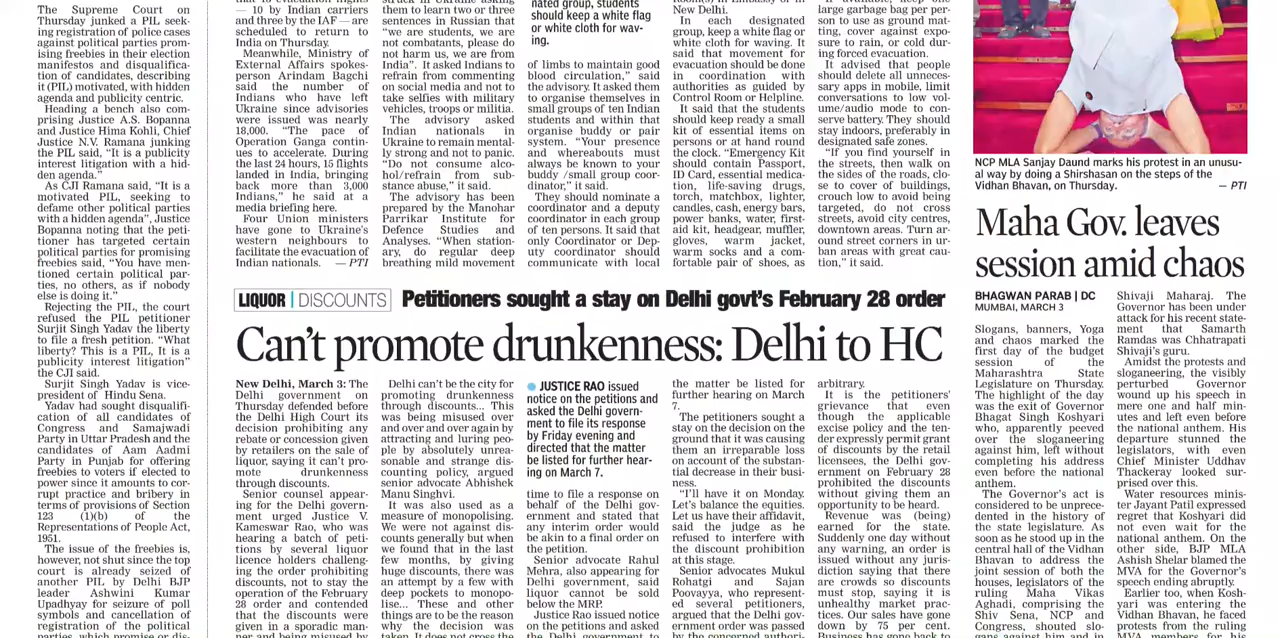 The Supreme Court on
Thursday junked a PIL seek-
ing registration of police cases
against political parties prom-
ising freebies in their election
manifestos and disqualifica-
tion of candidates, describing
it (PIL) motivated, with hidden
agenda and publicity centric.
Heading a bench also com-
prising Justice A.S. Bopanna
and Justice Hima Kohli, Chief
Justice N.V. Ramana junking
the PIL said, “It is a publicity
interest litigation with a hid-
den agenda.”
As CJI Ramana said, “It is a
motivated PIL, seeking to
defame other political parties
with a hidden agenda”, Justice
Bopanna noting that the peti-
tioner has targeted certain
political parties for promising
freebies said, “You have men-
tioned certain political par-
ties, no others, as if nobody
else is doing it.”
Rejecting the PIL, the court
refused the PIL petitioner
Surjit Singh Yadav the liberty
to file a fresh petition. “What
liberty? This is a PIL, It is a
publicity interest litigation”
the CJI said.
Surjit Singh Yadav is vice-
president of Hindu Sena.
Yadav had sought disqualifi-
cation of all candidates of
Congress and Samajwadi
Party in Uttar Pradesh and the
candidates of Aam Aadmi
Party in Punjab for offering
freebies to voters if elected to
power since it amounts to cor-
rupt practice and bribery in
terms of provisions of Section
123 (1)(b) of the
Representations of People Act,
1951.
The issue of the freebies is,
however, not shut since the top
court is already seized of
another PIL by Delhi BJP
leader Ashwini Kumar
Upadhyay for seizure of poll
symbols and cancellation of
registration of the political
parties, which promise or dis-
— 10 by Indian carriers
and three by the IAF — are
scheduled to return to
India on Thursday.
Meanwhile, Ministry of
External Affairs spokes-
person Arindam Bagchi
said the number of
Indians who have left
Ukraine since advisories
were issued was nearly
18,000. “The pace of
Operation Ganga contin-
ues to accelerate. During
the last 24 hours, 15 flights
landed in India, bringing
back more than 3,000
Indians,” he said at a
media briefing here.
Four Union ministers
have gone to Ukraine's
western neighbours to
facilitate the evacuation of
Indian nationals. — PTI
them to learn two or three
sentences in Russian that
“we are students, we are
not combatants, please do
not harm us, we are from
India”. It asked Indians to
refrain from commenting
on social media and not to
take selfies with military
vehicles, troops or militia.
The advisory asked
Indian nationals in
Ukraine to remain mental-
ly strong and not to panic.
“Do not consume alco-
hol/refrain from sub-
stance abuse,” it said.
The advisory has been
prepared by the Manohar
Parrikar Institute for
Defence Studies and
Analyses. “When station-
ary, do regular deep
breathing mild movement
nated group, students
should keep a white flag
or white cloth for wav-
ing.
of limbs to maintain good
blood circulation,” said
the advisory. It asked them
to organise themselves in
small groups of ten Indian
students and within that
organise buddy or pair
system. “Your presence
and whereabouts must
always be known to your
buddy /small group coor-
dinator,” it said.
They should nominate a
coordinator and a deputy
coordinator in each group
of ten persons. It said that
only Coordinator or Dep-
uty coordinator should
communicate with local
New Delhi.
In each designated
group, keep a white flag or
white cloth for waving. It
said that movement for
evacuation should be done
in coordination with
authorities as guided by
Control Room or Helpline.
It said that the students
should keep ready a small
kit of essential items on
persons or at hand round
the clock. “Emergency Kit
should contain Passport,
ID Card, essential medica-
tion, life-saving drugs,
torch, matchbox, lighter,
candles, cash, energy bars,
power banks, water, first-
aid kit, headgear, muffler,
gloves, warm jacket,
warm socks and a com-
fortable pair of shoes, as
large garbage bag per per-
son to use as ground mat-
ting, cover against expo-
sure to rain, or cold dur-
ing forced evacuation.
It advised that people
should delete all unneces-
sary apps in mobile, limit
conversations to low vol-
ume/audio mode to con-
serve battery. They should
stay indoors, preferably in
designated safe zones.
“If you find yourself in
the streets, then walk on
the sides of the roads, clo-
se to cover of buildings,
crouch low to avoid being
targeted, do not cross
streets, avoid city centres,
downtown areas. Turn ar-
ound street corners in ur-
ban areas with great cau-
tion,” it said.
NCP MLA Sanjay Daund marks his protest in an unusu-
al way by doing a Shirshasan on the steps of the
Vidhan Bhavan, on Thursday. — PTI
LIQUOR | DISCOUNTS Petitioners sought a stay on Delhi govt's February 28 order
Can't promote drunkenness: Delhi to HC
New Delhi, March 3: The
Delhi government on
Thursday defended before
the Delhi High Court its
decision prohibiting any
rebate or concession given
by retailers on the sale of
liquor, saying it can't pro-
mote drunkenness
through discounts.
Senior counsel appear-
ing for the Delhi govern-
ment urged Justice V.
Kameswar Rao, who was
hearing a batch of peti-
tions by several liquor
licence holders challeng-
ing the order prohibiting
discounts, not to stay the
operation of the February
28 order and contended
that the discounts were
given in a sporadic man-
ner and being misused by
Delhi can't be the city for
promoting drunkenness
through discounts... This
was being misused over
and over and over again by
attracting and luring peo-
ple by absolutely unrea-
sonable and strange dis-
counting policy, argued
senior advocate Abhishek
Manu Singhvi.
It was also used as a
measure of monopolising.
We were not against dis-
counts generally but when
we found that in the last
few months, by giving
huge discounts, there was
an attempt by a few with
deep pockets to monopo-
lise... These and other
things are to be the reason
why the decision was
taken. It does not cross the
JUSTICE RAO issued
notice on the petitions and
asked the Delhi govern-
ment to file its response
by Friday evening and
directed that the matter
be listed for further hear-
ing on March 7.
time to file a response on
behalf of the Delhi gov-
ernment and stated that
any interim order would
be akin to a final order on
the petition.
Senior advocate Rahul
Mehra, also appearing for
Delhi government, said
liquor cannot be sold
below the MRP.
Justice Rao issued notice
on the petitions and asked
the Delhi government to
the matter be listed for
further hearing on March
7.
The petitioners sought a
stay on the decision on the
ground that it was causing
them an irreparable loss
on account of the substan-
tial decrease in their busi-
ness.
“I'll have it on Monday.
Let's balance the equities.
Let us have their affidavit,
said the judge as he
refused to interfere with
the discount prohibition
at this stage.
Senior advocates Mukul
Rohatgi and Sajan
Poovayya, who represent-
ed several petitioners,
argued that the Delhi gov-
ernment order was passed
by the concerned authori-
arbitrary.
It is the petitioners'
grievance that even
though the applicable
excise policy and the ten-
der expressly permit grant
of discounts by the retail
licensees, the Delhi gov-
ernment on February 28
prohibited the discounts
without giving them an
opportunity to be heard.
Revenue was (being)
earned for the state.
Suddenly one day without
any warning, an order is
issued without any juris-
diction saying that there
are crowds so discounts
must stop, saying it is
unhealthy market prac-
tices. Our sales have gone
down by 75 per cent.
Business has gone back to
Maha Gov. leaves
session amid chaos
BHAGWAN PARAB | DC
MUMBAI, MARCH 3
Slogans, banners, Yoga
and chaos marked the
first day of the budget
session of the
Maharashtra State
Legislature on Thursday.
The highlight of the day
was the exit of Governor
Bhagat Singh Koshyari
who, apparently peeved
over the sloganeering
against him, left without
completing his address
even before the national
anthem.
The Governor's act is
considered to be unprece-
dented in the history of
the state legislature. As
soon as he stood up in the
central hall of the Vidhan
Bhavan to address the
joint session of both the
houses, legislators of the
ruling Maha Vikas
Aghadi, comprising the
Shiv Sena, NCP and
Congress, shouted slo-
gans against him and in
Shivaji Maharaj. The
Governor has been under
attack for his recent state-
ment that Samarth
Ramdas was Chhatrapati
Shivaji's guru.
Amidst the protests and
sloganeering, the visibly
perturbed Governor
wound up his speech in
mere one and half min-
utes and left even before
the national anthem. His
departure stunned the
legislators, with even
Chief Minister Uddhav
Thackeray looked sur-
prised over this.
Water resources minis-
ter Jayant Patil expressed
regret that Koshyari did
not even wait for the
national anthem. On the
other side, BJP MLA
Ashish Shelar blamed the
MVA for the Governor's
speech ending abruptly.
Earlier too, when Kosh-
yari was entering the
Vidhan Bhavan, he faced
protests from the ruling